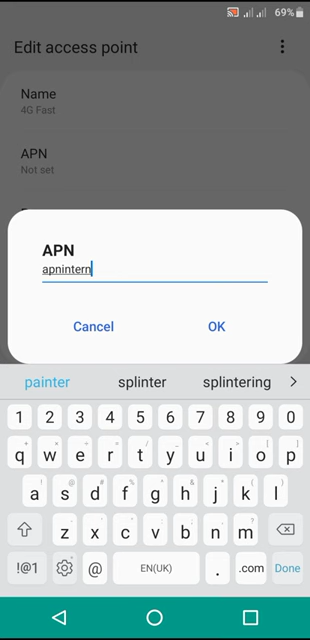 69%
Edit access point
Name
4G Fast
APN
Not set
APN
apnintern
Cancel OK
painter splinter splintering
1 2 3 4 5 6 7 8 9 0
q w e r t y u i o p
a s d f g h j k l
z x c v b n m
!@1 @ EN(UK) . .com Done